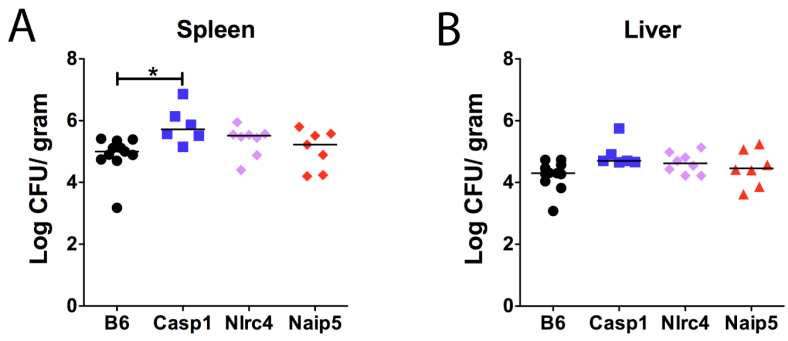 A
Spleen
Log CFU/ gram
8
6
4
2
0
*
B6 Casp1 Nlrc4 Naip5
B
Liver
Log CFU/ gram
8
6
4
2
0
B6 Casp1 Nlrc4 Naip5